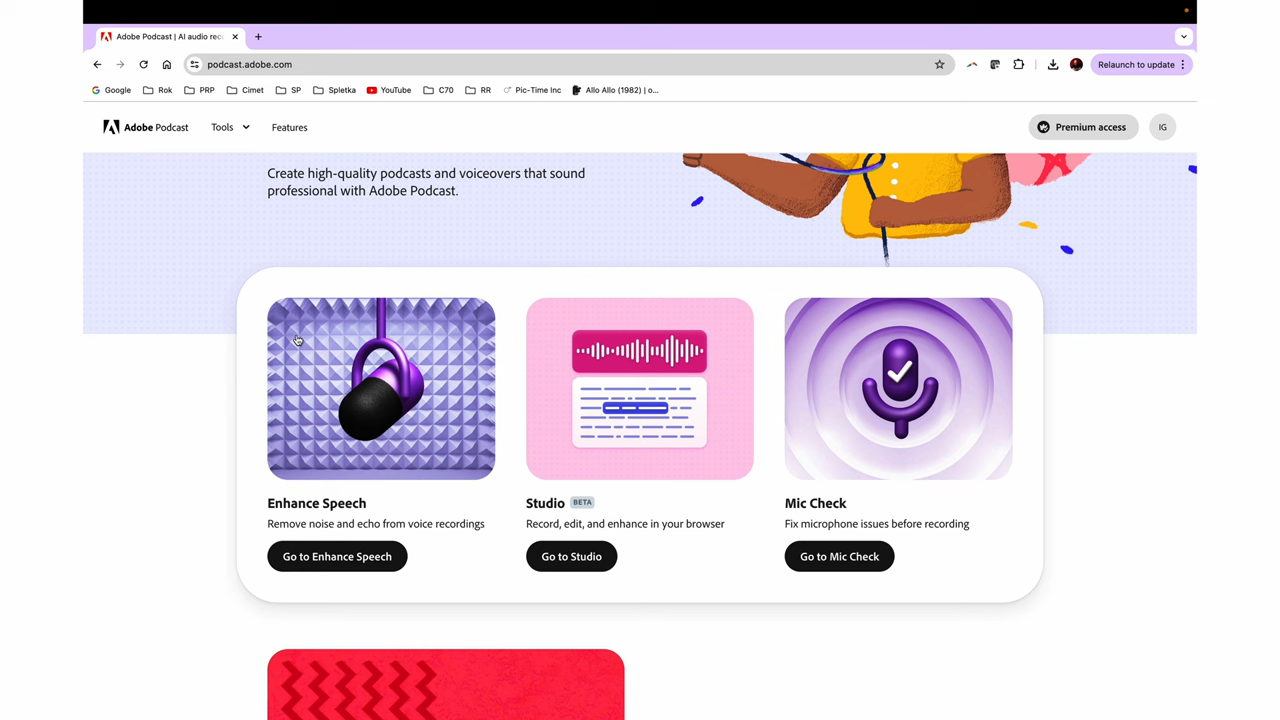 Adobe Podcast | AI audio rec
podcast.adobe.com
Relaunch to update
Google
Rok
PRP
Cimet
SP
Spletka
YouTube
C70
RR
Pic-Time Inc
Allo Allo (1982) | o...
Adobe Podcast
Tools
Features
Premium access
IG
Create high-quality podcasts and voiceovers that sound
professional with Adobe Podcast.
Enhance Speech
Remove noise and echo from voice recordings
Go to Enhance Speech
Studio BETA
Record, edit, and enhance in your browser
Go to Studio
Mic Check
Fix microphone issues before recording
Go to Mic Check